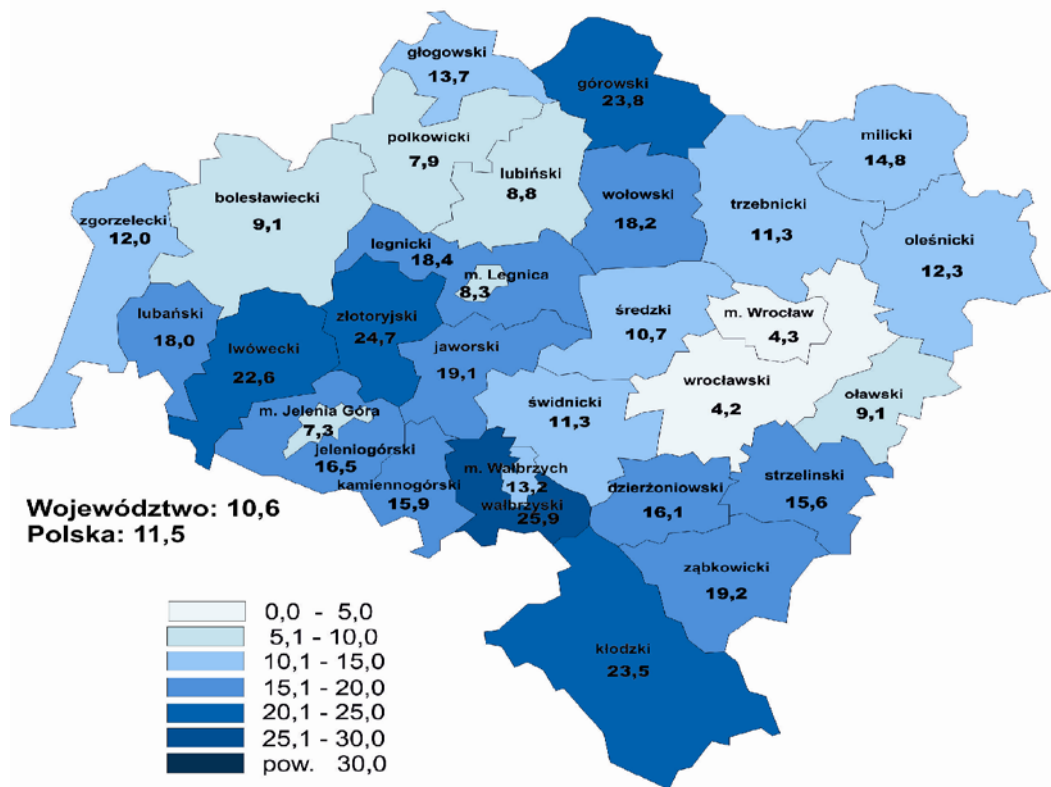 głogowski
13,7
górowski
23,8
polkowicki
7,9
lubiński
8,8
milicki
14,8
bolesławiecki
9,1
zgorzelecki
12,0
wołowski
18,2
trzebnicki
11,3
oleśnicki
12,3
legnicki
18,4
m. Legnica
8,3
lubański
18,0
złotoryjski
24,7
średzki
10,7
m. Wrocław
4,3
lwówecki
22,6
jaworski
19,1
wrocławski
4,2
oławski
9,1
m. Jelenia Góra
7,3
świdnicki
11,3
jeleniogórski
16,5
m. Wałbrzych
13,2
kamiennogórski
15,9
wałbrzyski
25,9
dzierżoniowski
16,1
strzelinski
15,6
Województwo: 10,6
Polska: 11,5
ząbkowicki
19,2
kłodzki
23,5
0,0 - 5,0
5,1 - 10,0
10,1 - 15,0
15,1 - 20,0
20,1 - 25,0
25,1 - 30,0
pow. 30,0